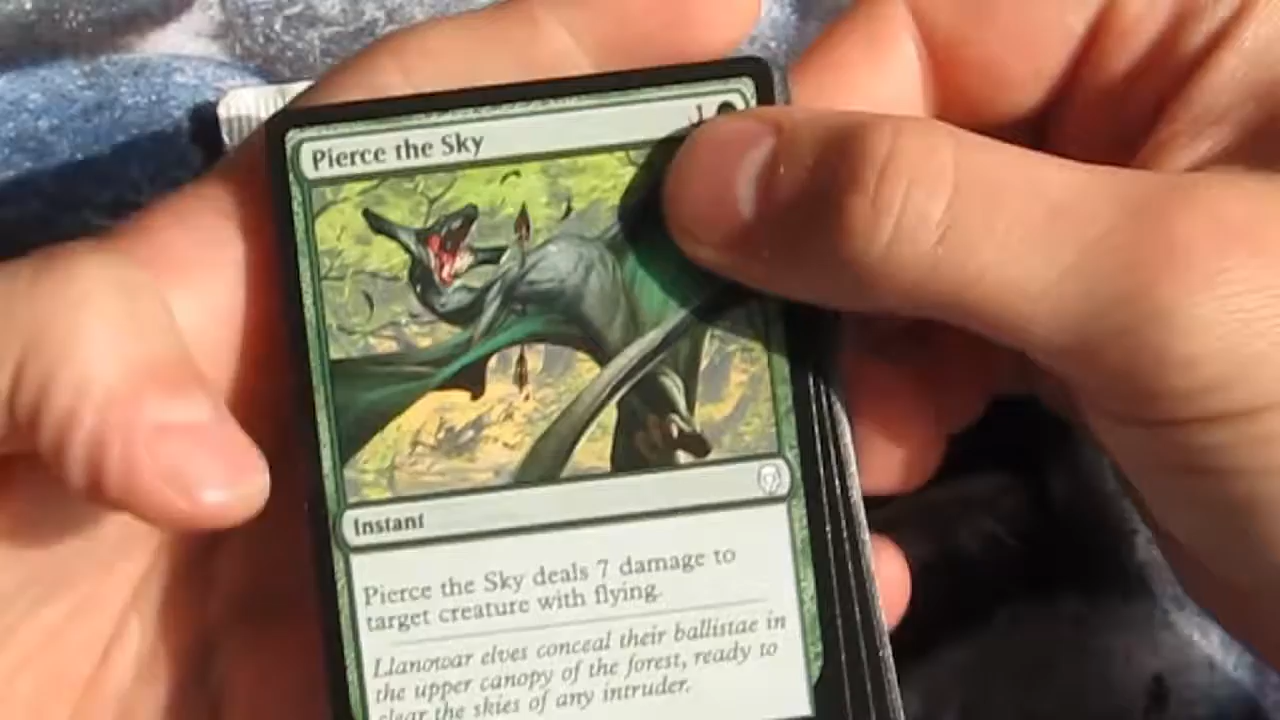 Pierce the Sky
Instant
Pierce the Sky deals 7 damage to
target creature with flying.
Llanowar elves conceal their ballistae in
the upper canopy of the forest, ready to
clear the skies of any intruder.